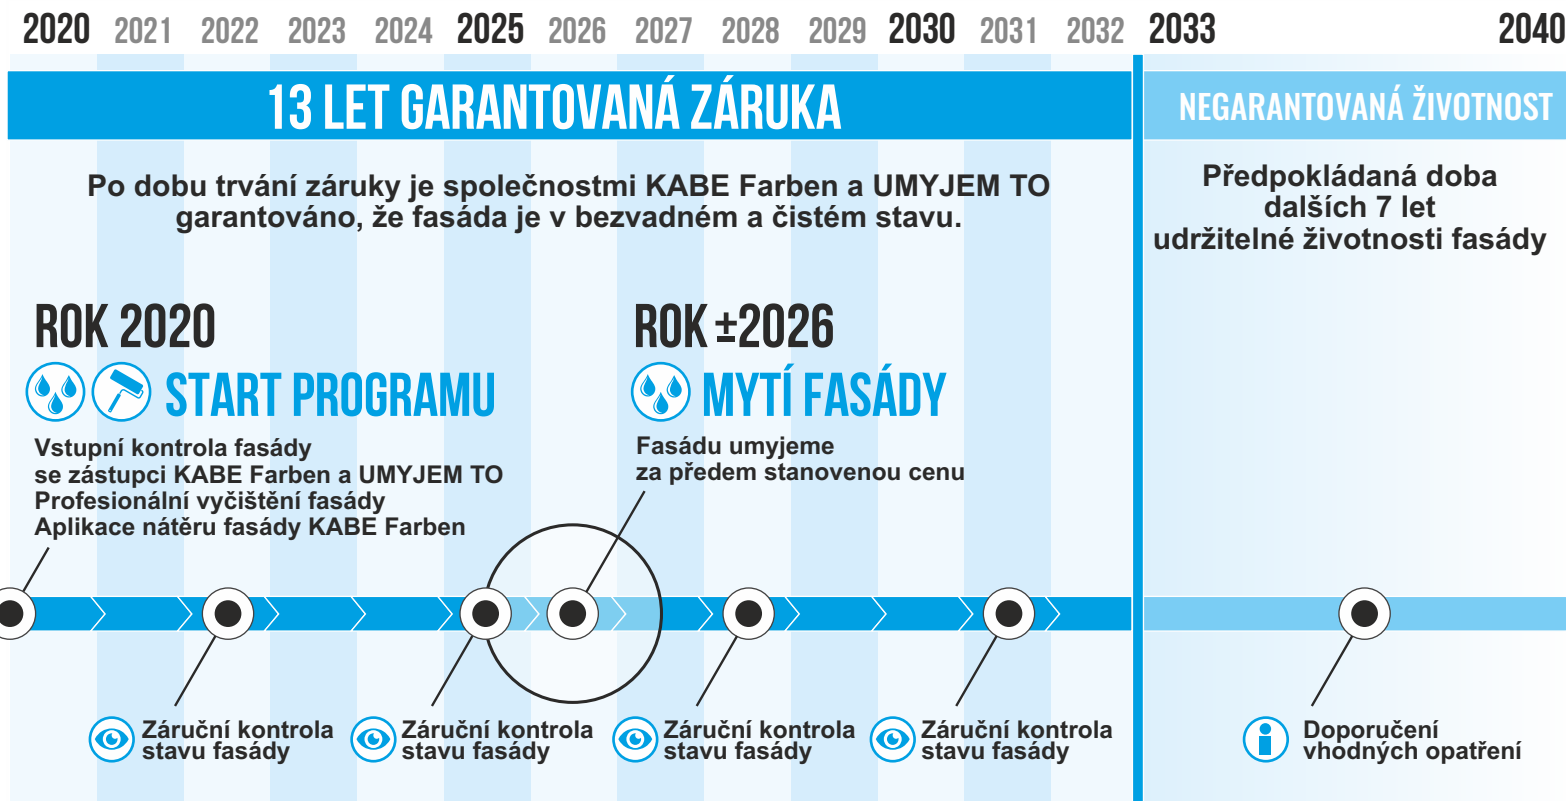 2020 2021 2022 2023 2024 2025 2026 2027 2028 2029 2030 2031 2032 2033 2040
13 LET GARANTOVANÁ ZÁRUKA
NEGARANTOVANÁ ŽIVOTNOST
Po dobu trvání záruky je společnostmi KABE Farben a UMYJEM TO
garantováno, že fasáda je v bezvadném a čistém stavu.
Předpokládaná doba
dalších 7 let
udržitelné životnosti fasády
ROK 2020
START PROGRAMU
Vstupní kontrola fasády
se zástupci KABE Farben a UMYJEM TO
Profesionální vyčištění fasády
Aplikace nátěru fasády KABE Farben
ROK ±2026
MYTÍ FASÁDY
Fasádu umyjeme
za předem stanovenou cenu
Záruční kontrola
stavu fasády
Záruční kontrola
stavu fasády
Záruční kontrola
stavu fasády
Záruční kontrola
stavu fasády
Doporučení
vhodných opatření